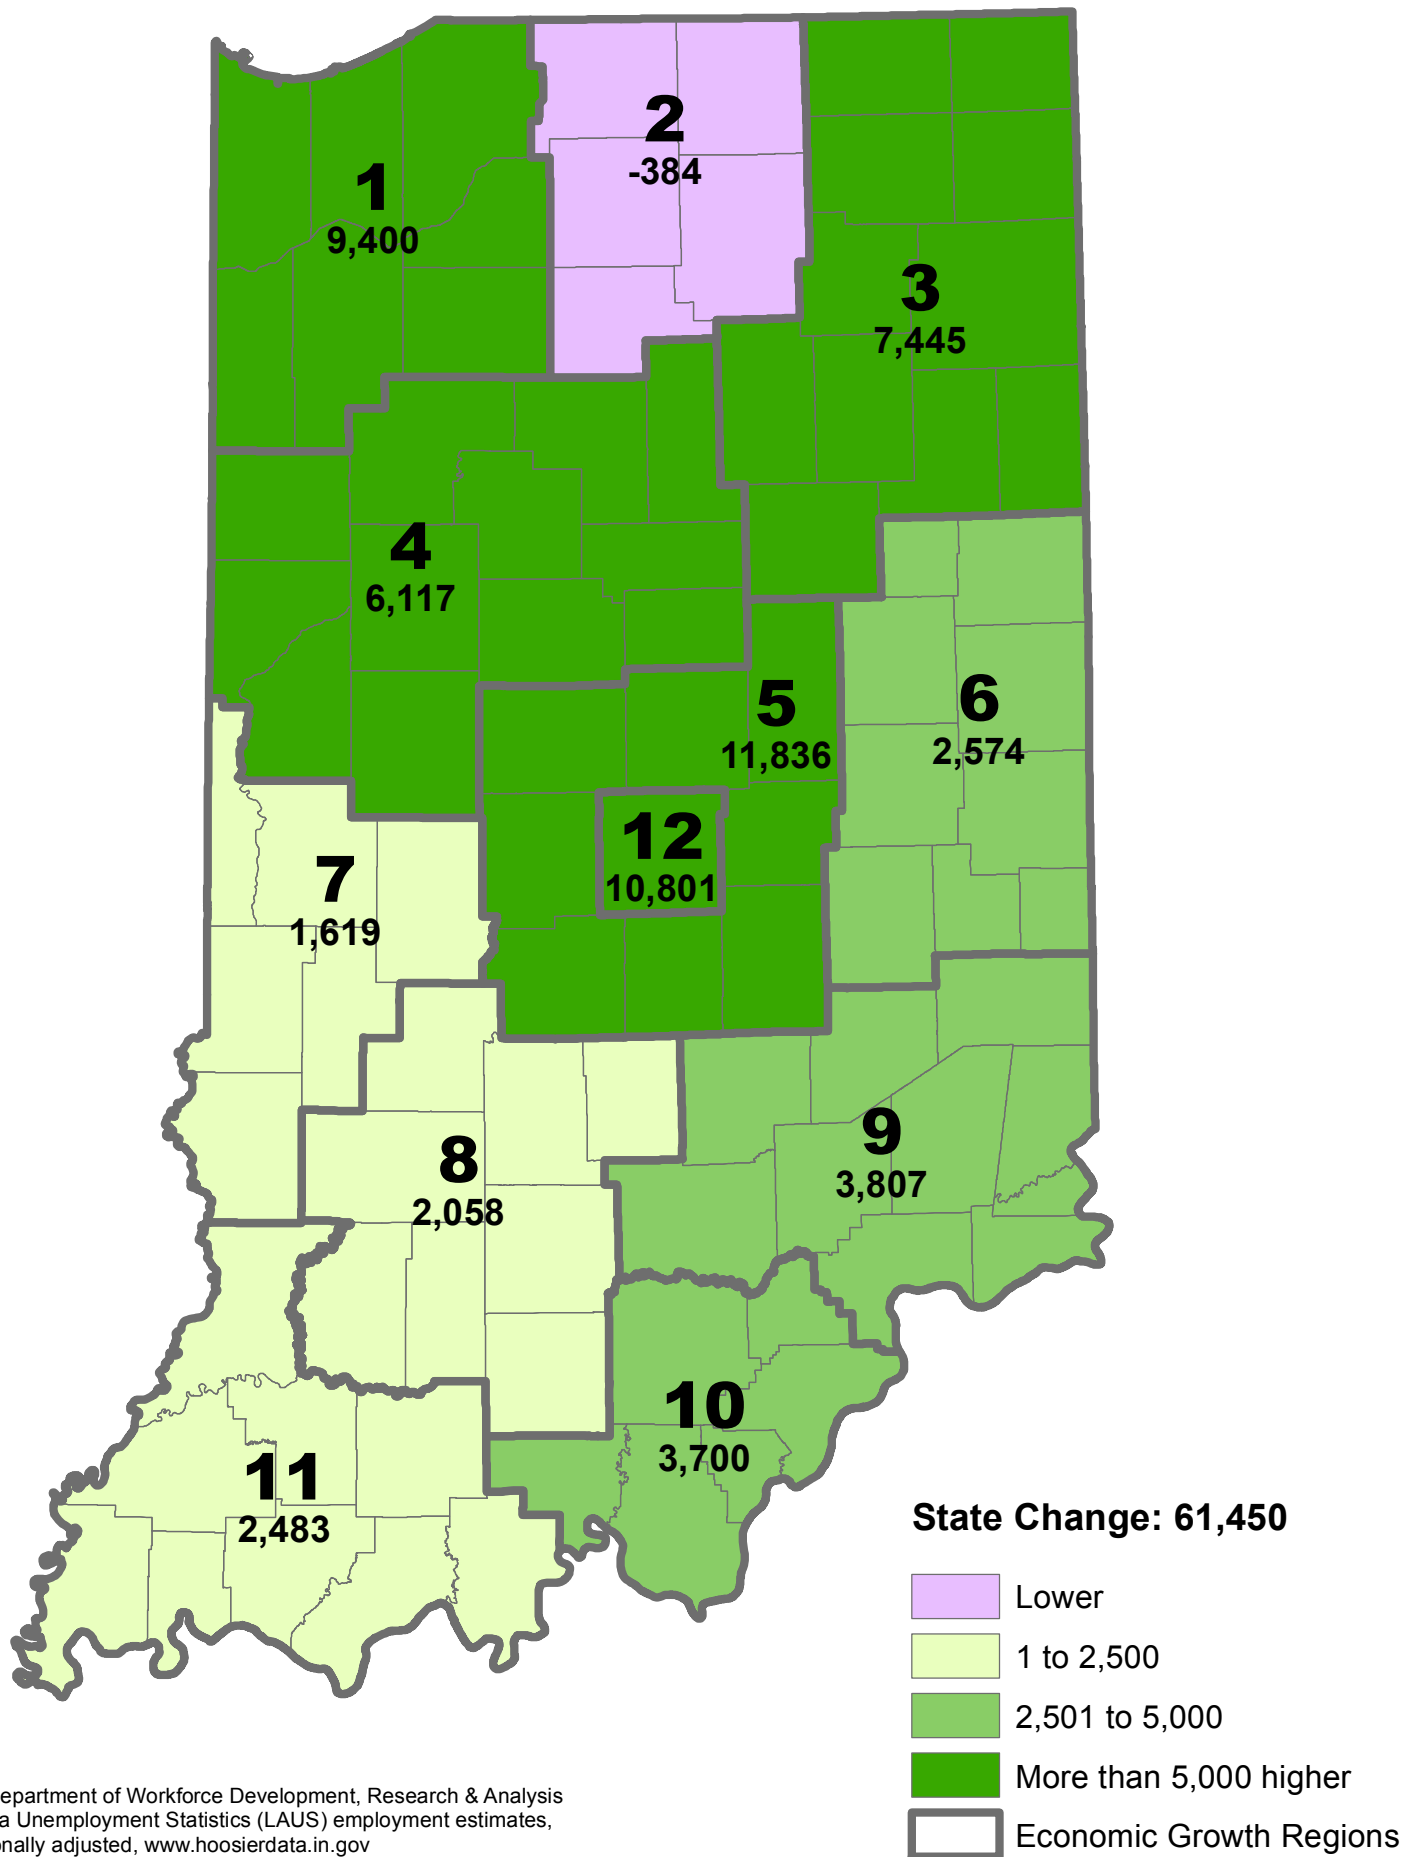 2
-384
1
9,400
3
7,445
4
6,117
5
11,836
6
2,574
12
10,801
7
1,619
8
2,058
9
3,807
10
3,700
11
2,483
State Change: 61,450
Lower
1 to 2,500
2,501 to 5,000
More than 5,000 higher
Economic Growth Regions
epartment of Workforce Development, Research & Analysis
a Unemployment Statistics (LAUS) employment estimates,
onally adjusted, www.hoosierdata.in.gov